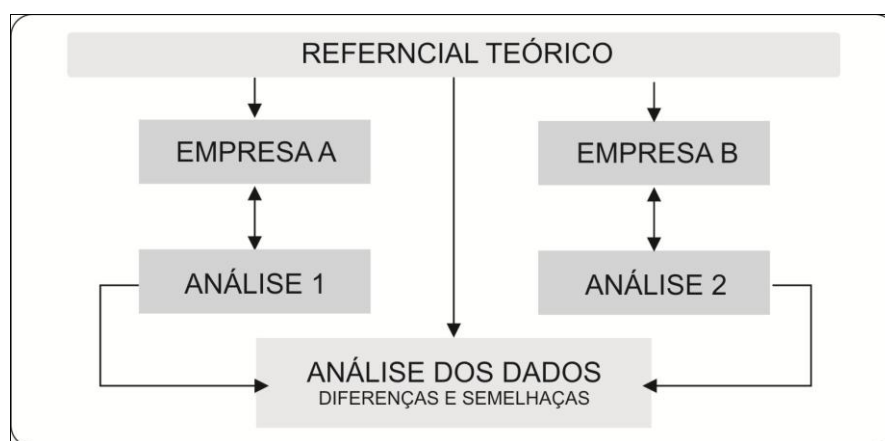 REFERNCIAL TEÓRICO
EMPRESA A
EMPRESA B
ANÁLISE 1
ANÁLISE 2
ANÁLISE DOS DADOS
DIFERENÇAS E SEMELHAÇAS